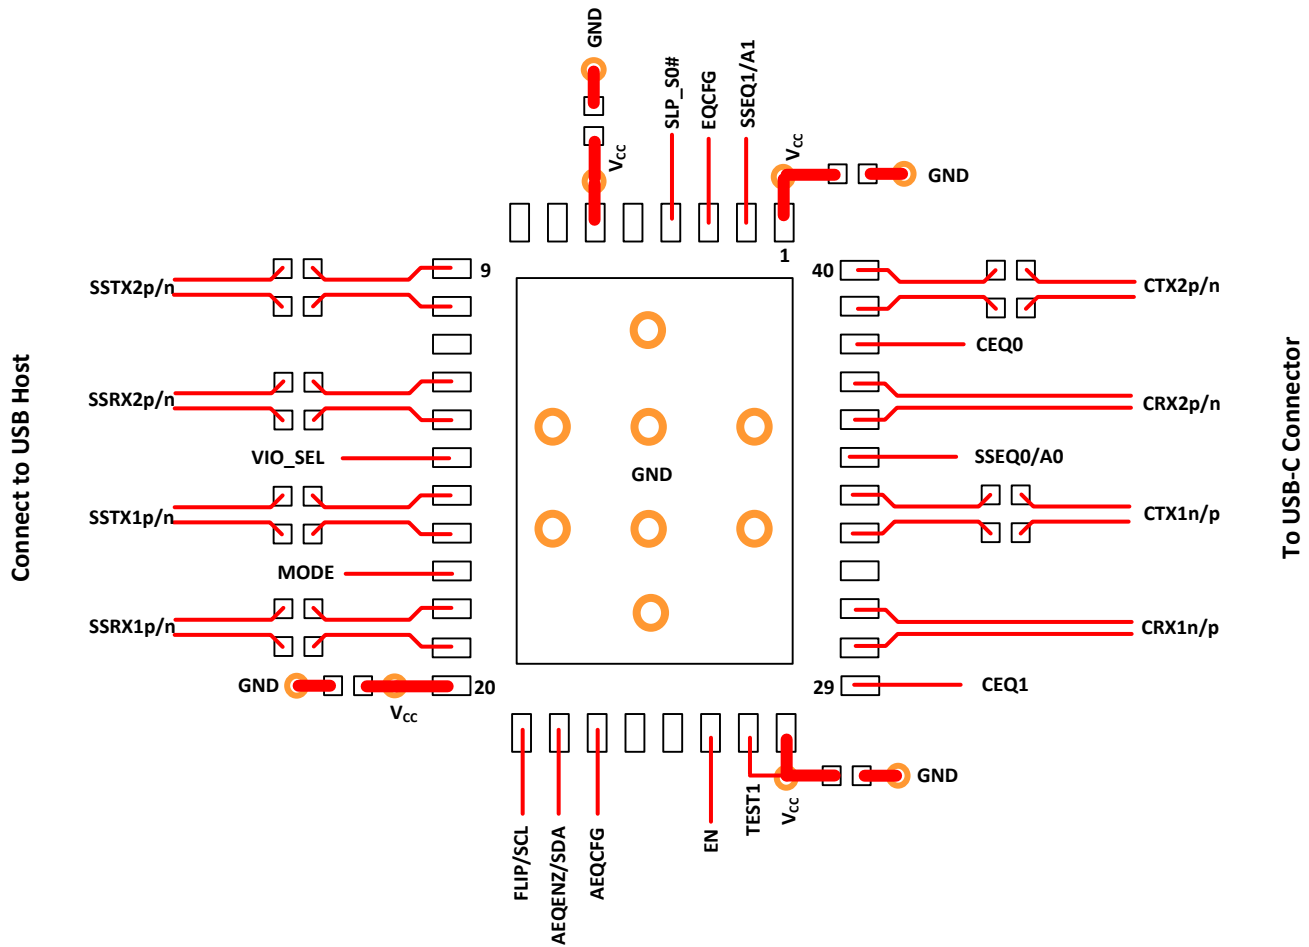 GND
SLP_S0#
EQCFG
SSEQ1/A1
VCC
VCC
GND
1
9
40
SSTX2p/n
CTX2p/n
CEQ0
SSRX2p/n
CRX2p/n
VIO_SEL
SSEQ0/A0
GND
SSTX1p/n
CTX1n/p
MODE
SSRX1p/n
CRX1n/p
GND
VCC
20
29
CEQ1
Connect to USB Host
To USB-C Connector
FLIP/SCL
AEQENZ/SDA
AEQCFG
EN
TEST1
VCC
GND